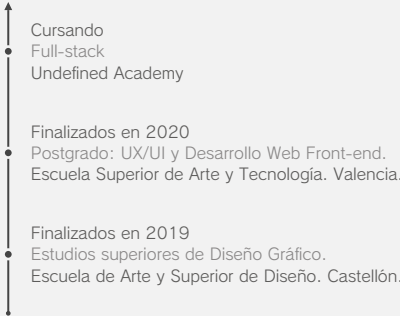 Cursando
Full-stack
Undefined Academy
Finalizados en 2020
Postgrado: UX/UI y Desarrollo Web Front-end.
Escuela Superior de Arte y Tecnología. Valencia.
Finalizados en 2019
Estudios superiores de Diseño Gráfico.
Escuela de Arte y Superior de Diseño. Castellón.